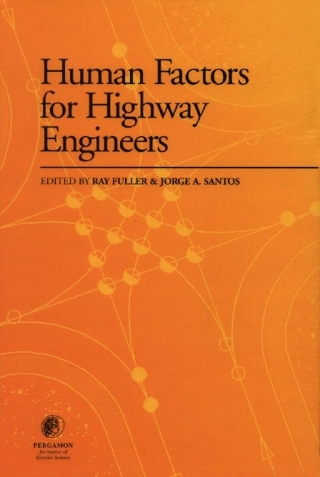 Human Factors
for Highway
Engineers
EDITED BY RAY FULLER & JORGE A. SANTOS
PERGAMON
An Imprint of
Elsevier Science